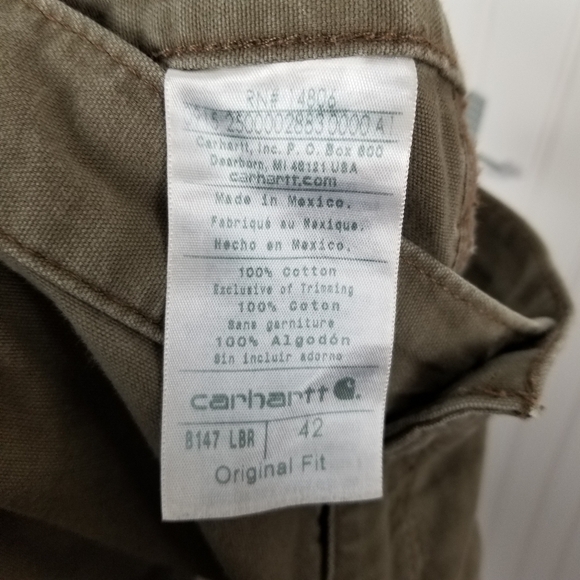 RN# 14806
Carhartt, Inc. P.O. Box 600
Dearborn, MI 48121 USA
carhartt.com
Made in Mexico.
Fabriqué au Mexique.
Hecho en Mexico.
100% Cotton
Exclusive of Trimming
100% Coton
Sans garniture
100% Algodón
Sin incluir adorno
carhartt
B147 LBR 42
Original Fit